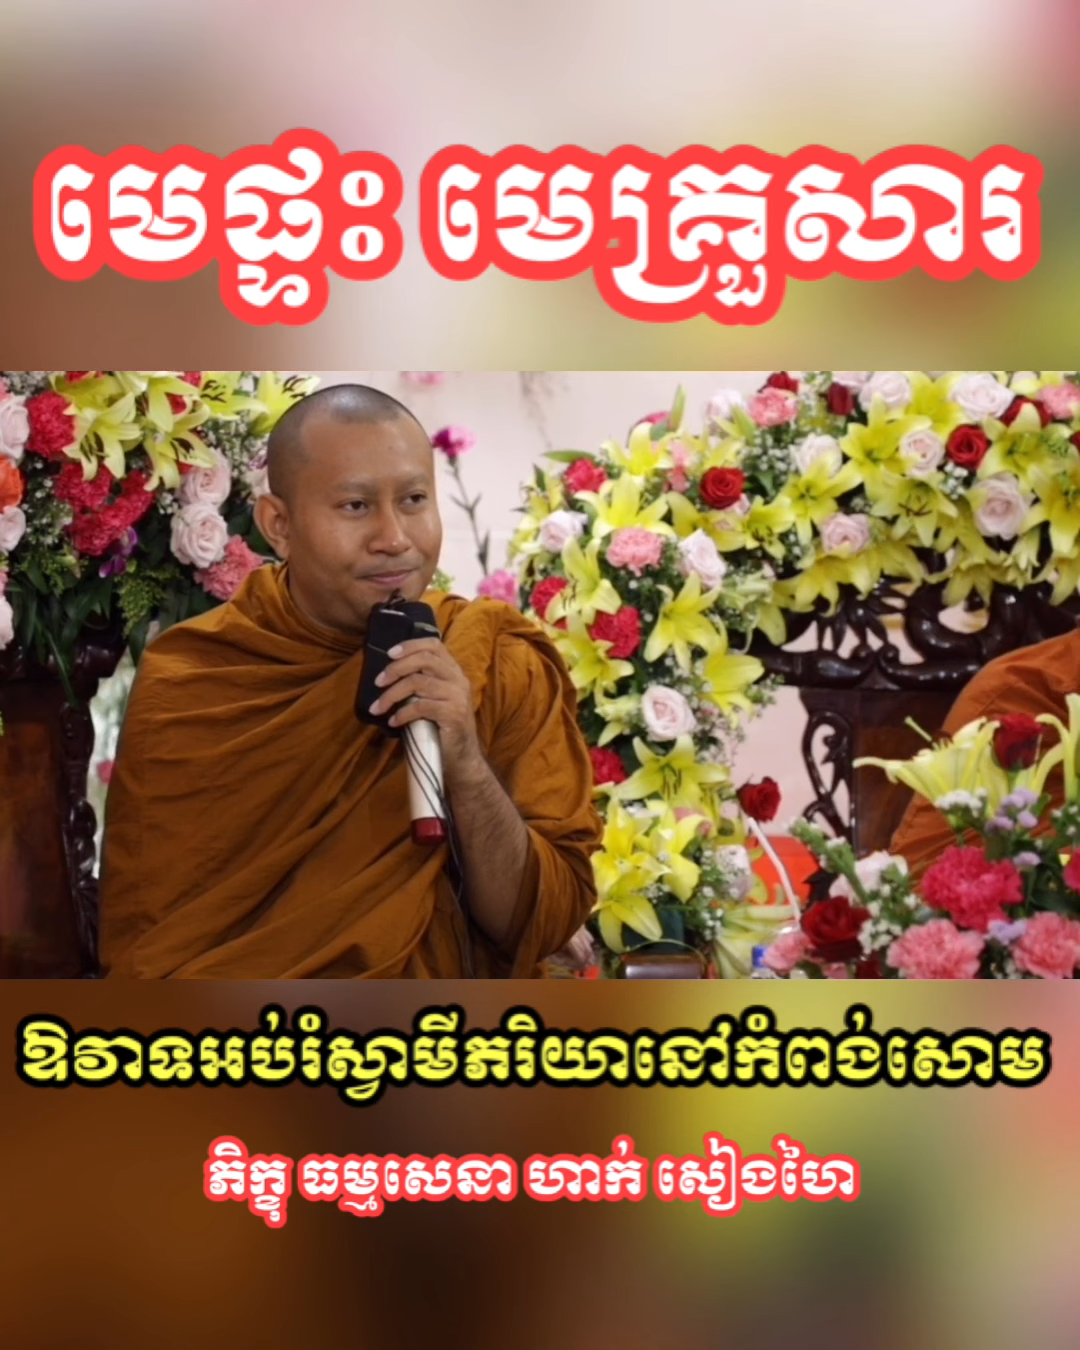 មេផ្ទះ មេគ្រួសារ
ឱវាទអប់រំស្វាមីភរិយានៅកំពង់សោម
ភិក្ខុ ធម្មសេនា ហាក់ សៀងហៃ